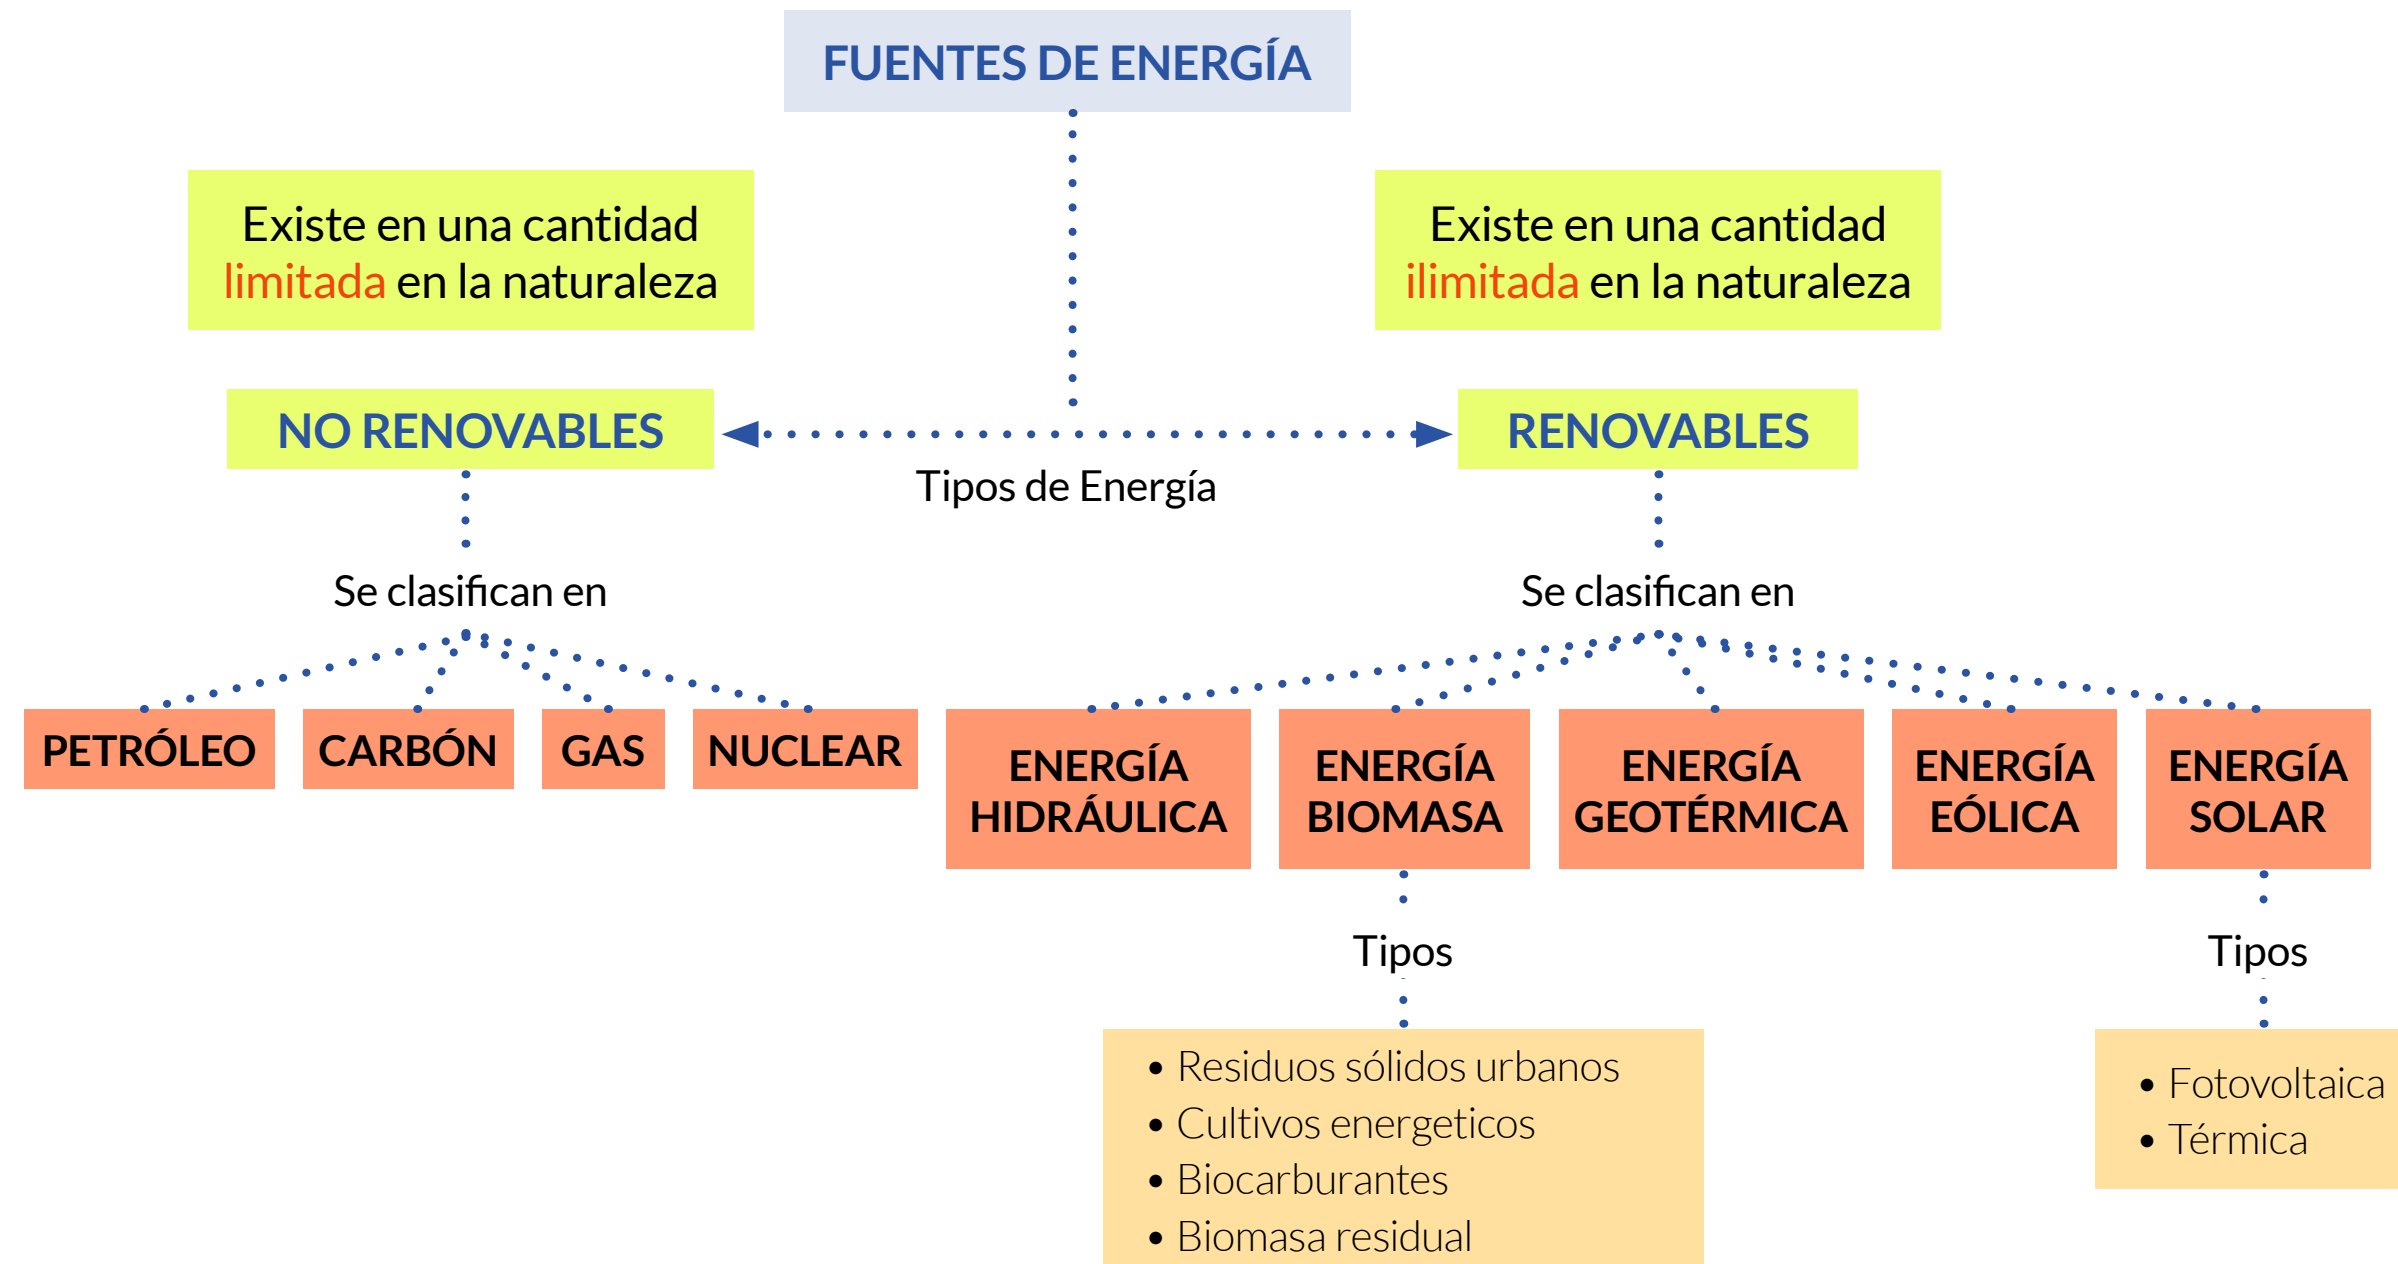 FUENTES DE ENERGÍA
Existe en una cantidad
limitada en la naturaleza
Existe en una cantidad
ilimitada en la naturaleza
NO RENOVABLES
RENOVABLES
Tipos de Energía
Se clasifican en
Se clasifican en
PETRÓLEO
CARBÓN
GAS
NUCLEAR
ENERGÍA
HIDRÁULICA
ENERGÍA
BIOMASA
ENERGÍA
GEOTÉRMICA
ENERGÍA
EÓLICA
ENERGÍA
SOLAR
Tipos
Tipos
• Residuos sólidos urbanos
• Cultivos energeticos
• Biocarburantes
• Biomasa residual
• Fotovoltaica
• Térmica